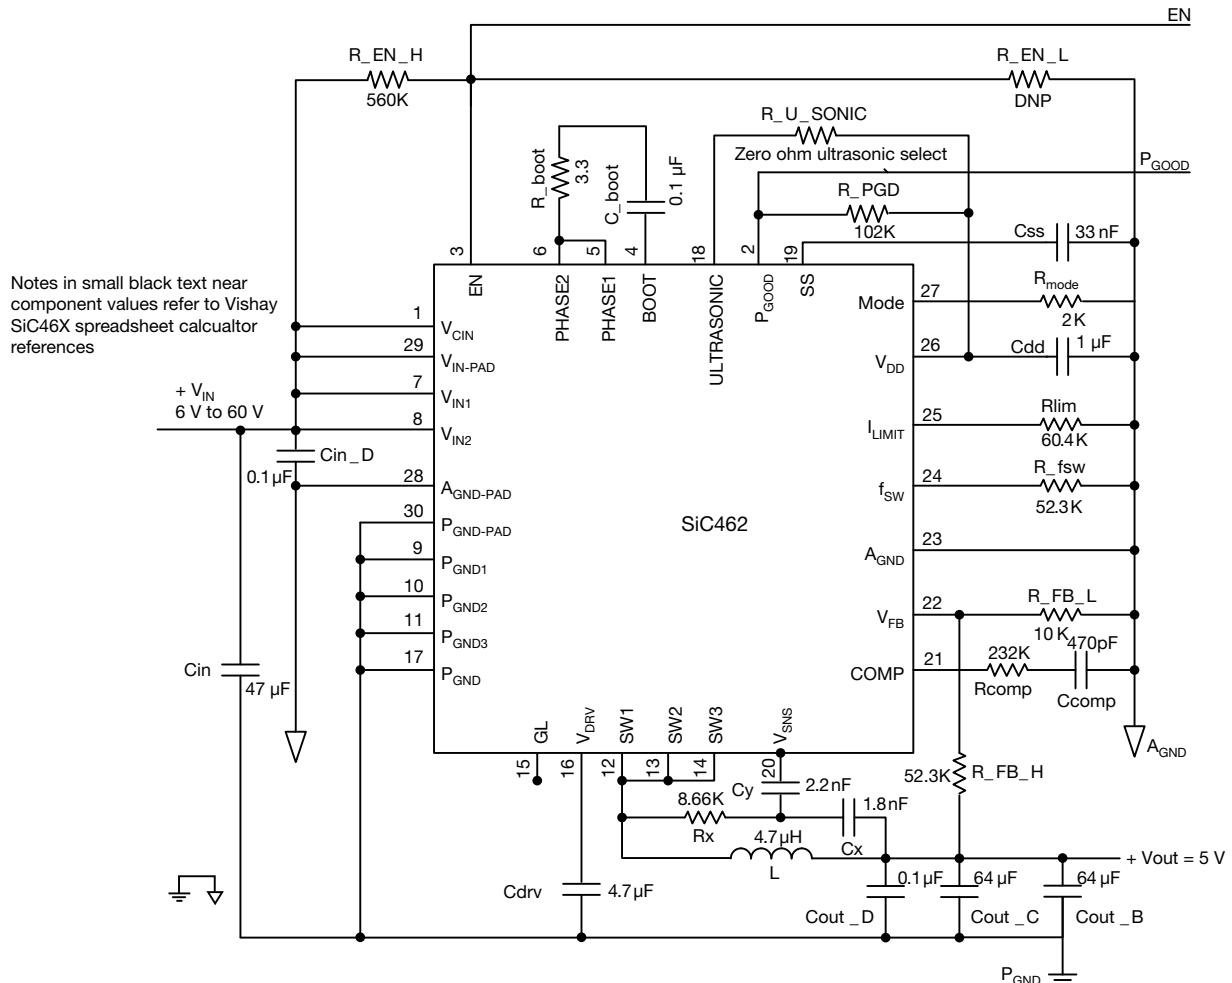 EN
R_EN_H
560K
R_EN_L
DNP
R_U_SONIC
Zero ohm ultrasonic select
P_GOOD
R_boot
3.3
C_boot
0.1 µF
R_PGD
102K
Css
33 nF
3
6
5
4
18
2
19
EN
PHASE2
PHASE1
BOOT
ULTRASONIC
PGOOD
SS
Notes in small black text near
component values refer to Vishay
SiC46X spreadsheet calcualtor
references
Mode
27
Rmode
2K
1
VCIN
29
VIN-PAD
VDD
26
Cdd
1 µF
+ VIN
6 V to 60 V
7
VIN1
8
VIN2
ILIMIT
25
Rlim
60.4K
Cin_D
0.1µF
28
AGND-PAD
fSW
24
R_fsw
52.3K
30
PGND-PAD
SiC462
9
PGND1
AGND
23
10
PGND2
11
PGND3
VFB
22
R_FB_L
10K
17
PGND
COMP
21
232K
Rcomp
470pF
Ccomp
Cin
47 µF
GL
VDRV
SW1
SW2
SW3
VSNS
15
16
12
13
14
20
AGND
52.3K
R_FB_H
Cy
2.2nF
8.66K
Rx
1.8nF
Cx
4.7µH
L
+ Vout = 5 V
Cdrv
4.7µF
0.1µF
Cout_D
64µF
Cout_C
64µF
Cout_B
PGND